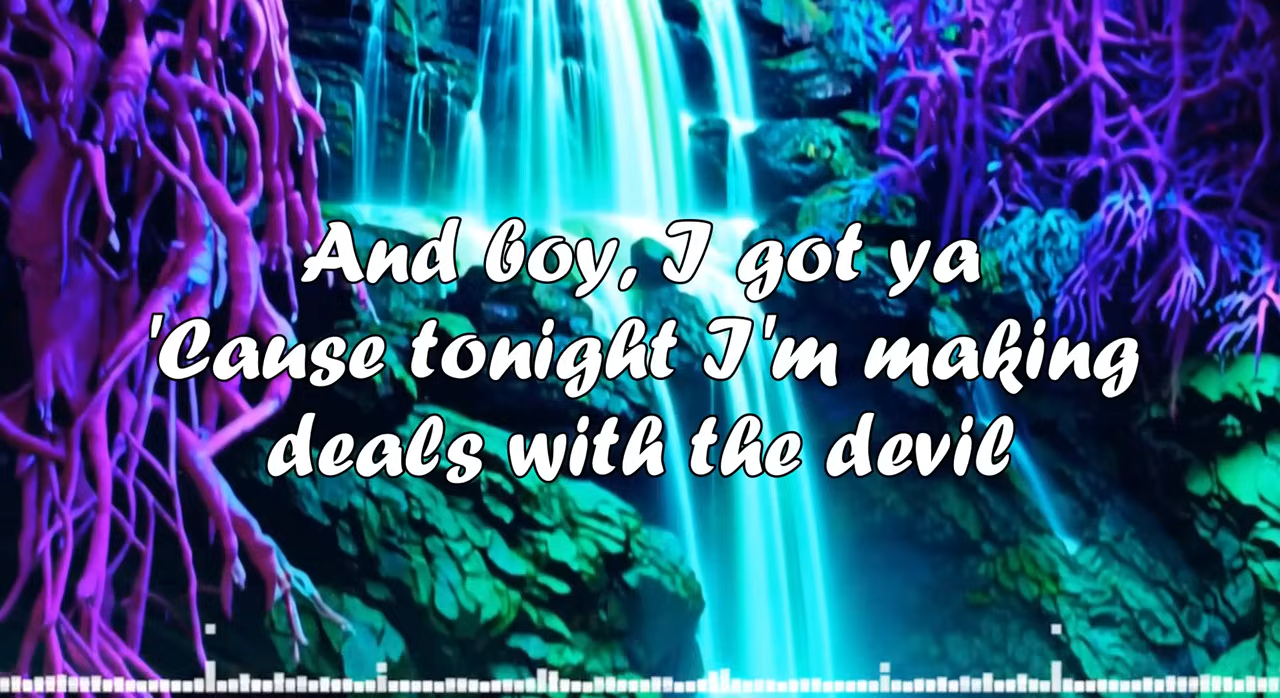 And boy, I got ya
'Cause tonight I'm making
deals with the devil